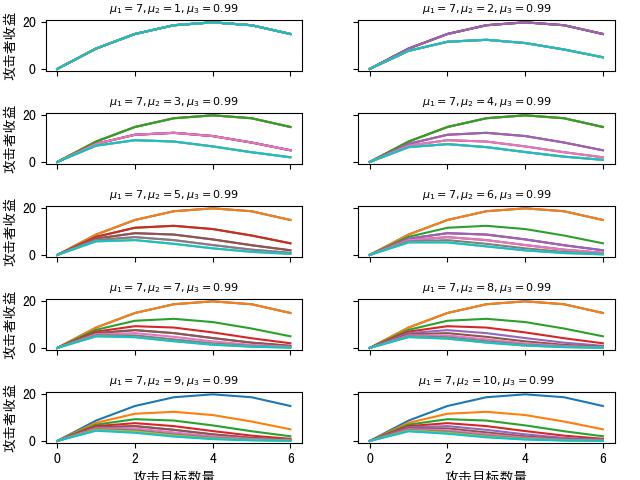 μ₁ = 7, μ₂ = 1, μ₃ = 0.99
μ₁ = 7, μ₂ = 2, μ₃ = 0.99
攻击者收益
20
0
μ₁ = 7, μ₂ = 3, μ₃ = 0.99
μ₁ = 7, μ₂ = 4, μ₃ = 0.99
攻击者收益
20
0
μ₁ = 7, μ₂ = 5, μ₃ = 0.99
μ₁ = 7, μ₂ = 6, μ₃ = 0.99
攻击者收益
20
0
μ₁ = 7, μ₂ = 7, μ₃ = 0.99
μ₁ = 7, μ₂ = 8, μ₃ = 0.99
攻击者收益
20
0
μ₁ = 7, μ₂ = 9, μ₃ = 0.99
μ₁ = 7, μ₂ = 10, μ₃ = 0.99
攻击者收益
20
0
0 2 4 6
0 2 4 6
攻击目标数量
攻击目标数量